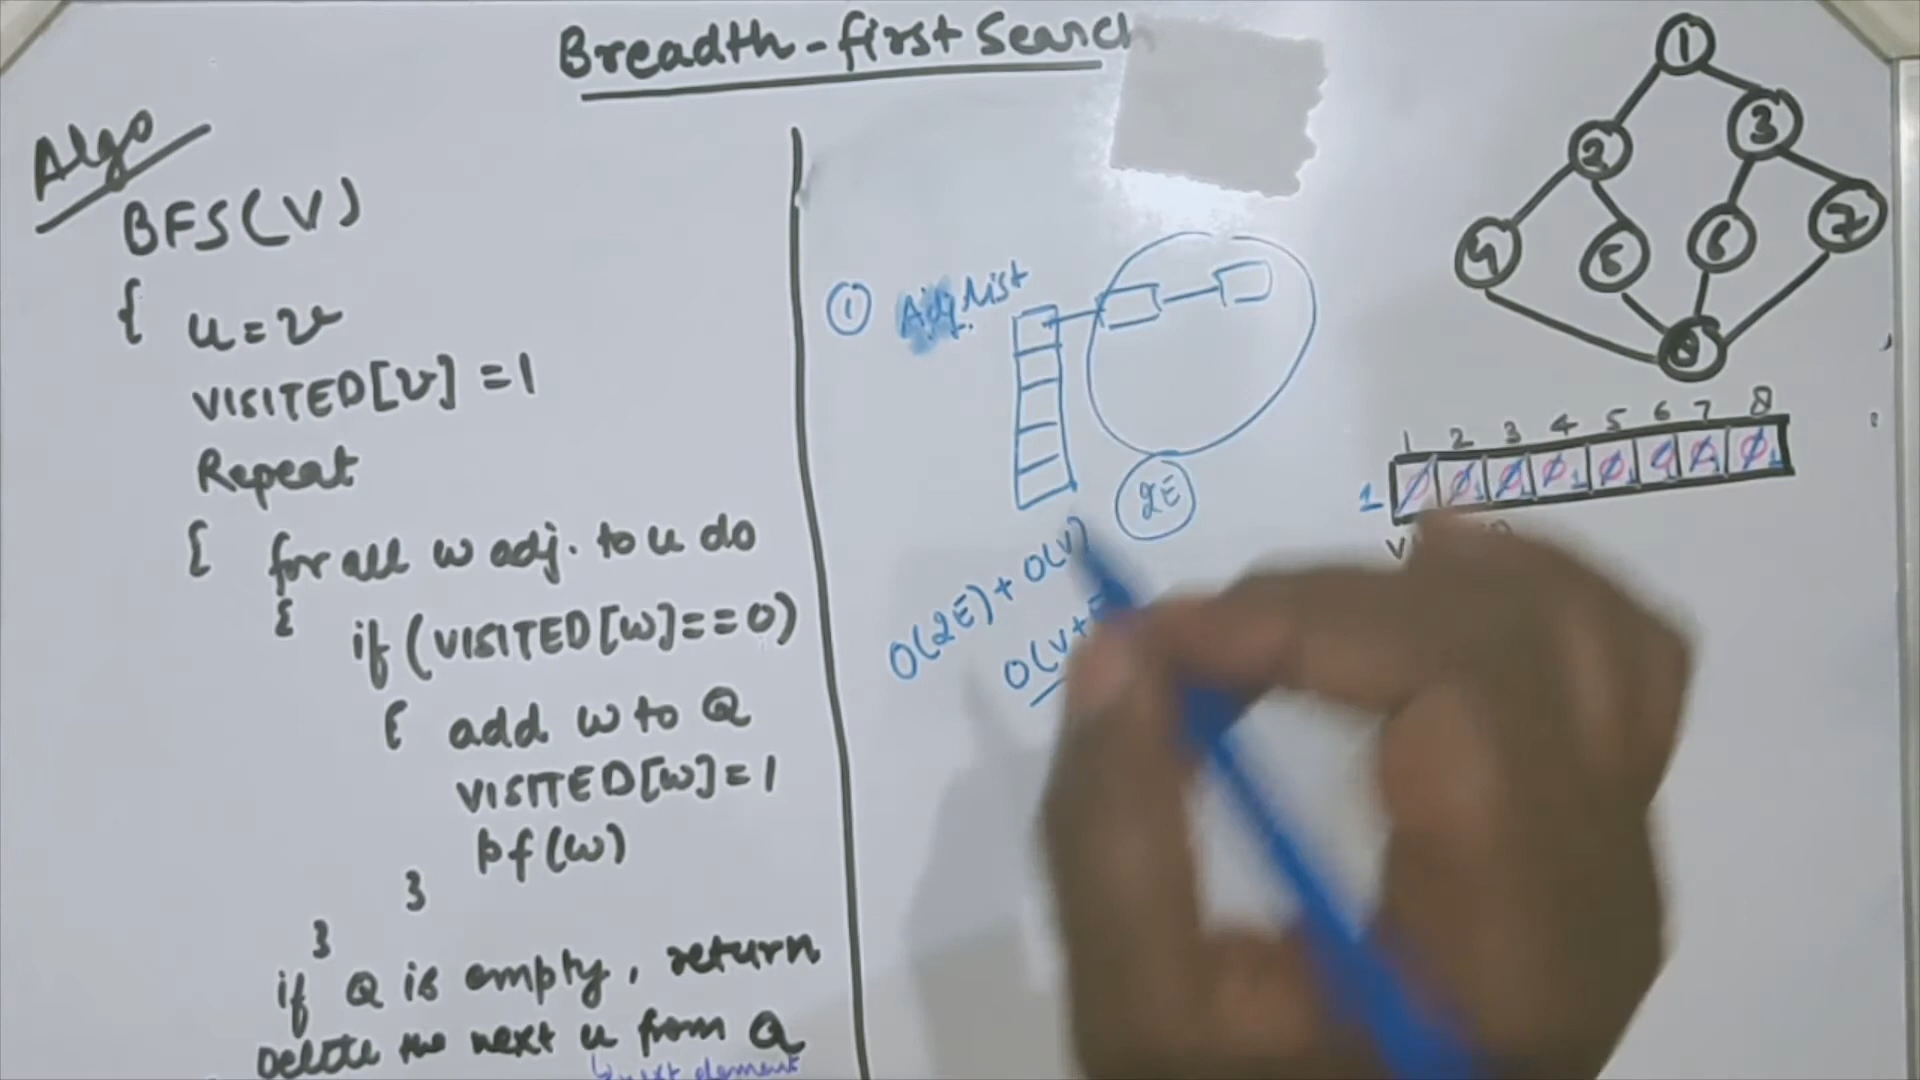 Breadth-first Search
Algo
BFS(V)
{ u=v
VISITED[v] =1
Repeat
{ for all w adj. to u do
{ if (VISITED[w]==0)
{ add w to Q
VISITED[w]=1
pf(w)
}
}
if Q is empty, return
Delete the next u from Q
next element
① Adj. list
2E
O(2E)+O(V)
O(V+E
1
2
3
4
5
6
7
8
1 2 3 4 5 6 7 8
1